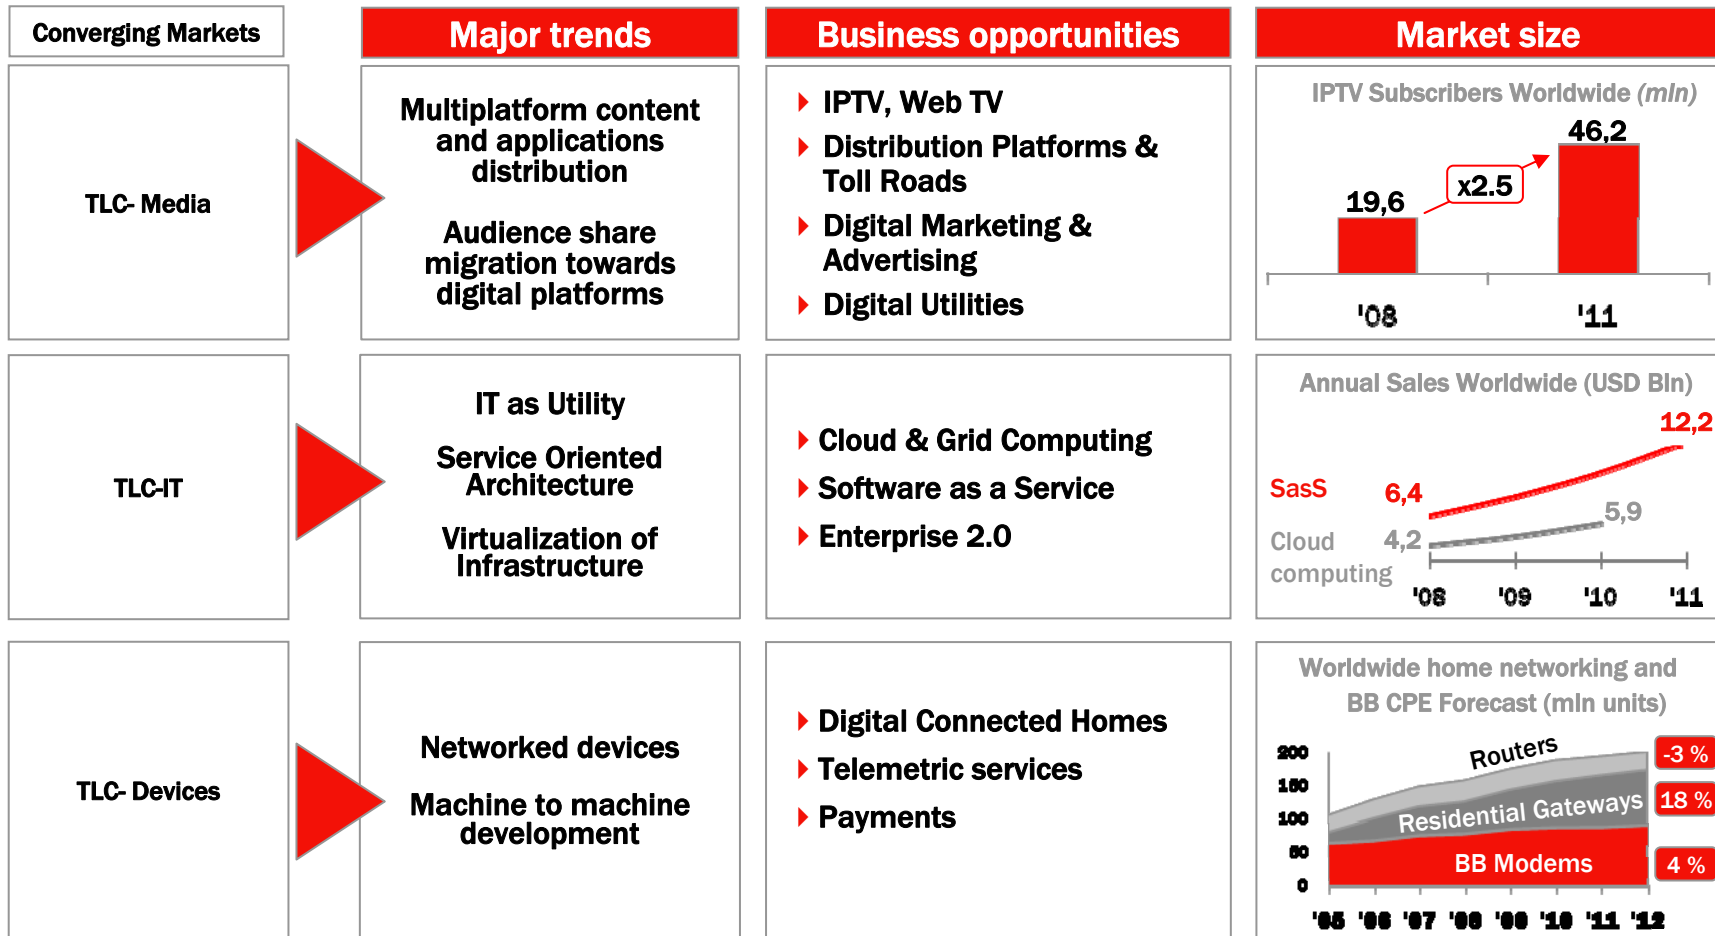 Converging Markets
Major trends
Business opportunities
Market size
TLC- Media
Multiplatform content
and applications
distribution
Audience share
migration towards
digital platforms
IPTV, Web TV
Distribution Platforms &
Toll Roads
Digital Marketing &
Advertising
Digital Utilities
IPTV Subscribers Worldwide (mln)
46,2
x2.5
19,6
'08
'11
TLC-IT
IT as Utility
Service Oriented
Architecture
Virtualization of
Infrastructure
Cloud & Grid Computing
Software as a Service
Enterprise 2.0
Annual Sales Worldwide (USD Bln)
12,2
SasS
6,4
5,9
Cloud
computing
4,2
'08 '09 '10 '11
TLC- Devices
Networked devices
Machine to machine
development
Digital Connected Homes
Telemetric services
Payments
Worldwide home networking and
BB CPE Forecast (mln units)
200
150
100
50
0
Routers
-3 %
Residential Gateways
18 %
BB Modems
4 %
'05 '06 '07 '08 '09 '10 '11 '12